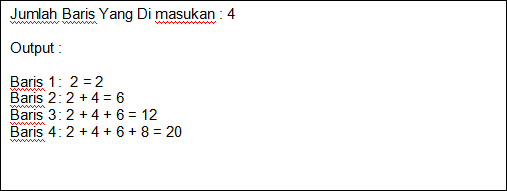 Jumlah Baris Yang Di masukan : 4
Output :
Baris 1 :  2 = 2
Baris 2 : 2 + 4 = 6
Baris 3 : 2 + 4 + 6 = 12
Baris 4 : 2 + 4 + 6 + 8 = 20